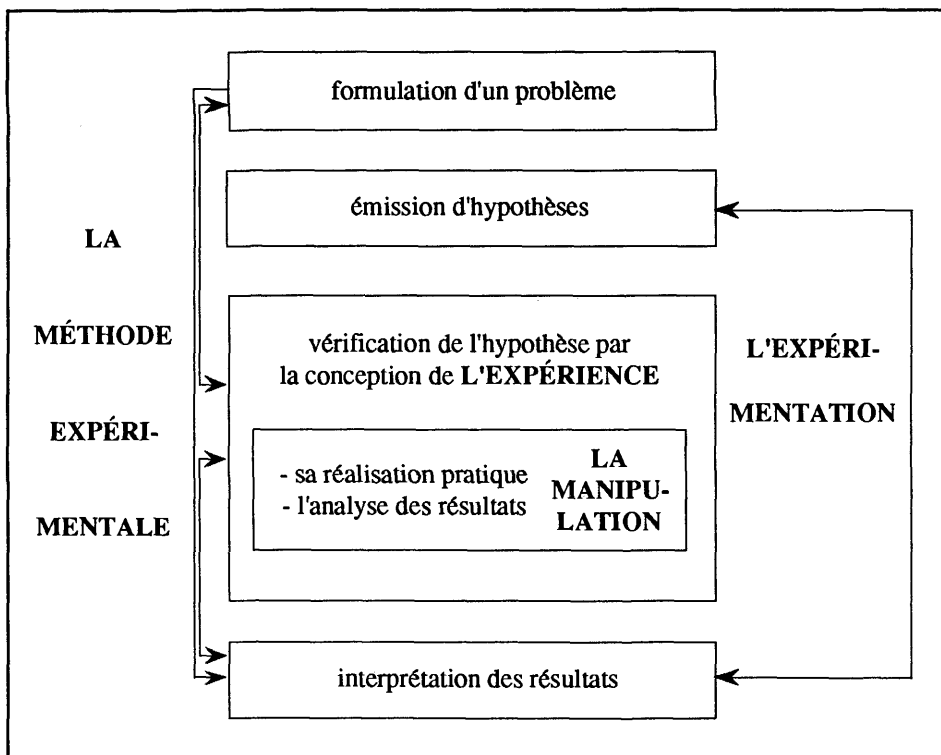 formulation d'un problème
émission d'hypothèses
LA
MÉTHODE
EXPÉRI-
MENTALE
vérification de l'hypothèse par
la conception de L'EXPÉRIENCE
- sa réalisation pratique
- l'analyse des résultats
LA
MANIPU-
LATION
L'EXPÉRI-
MENTATION
interprétation des résultats